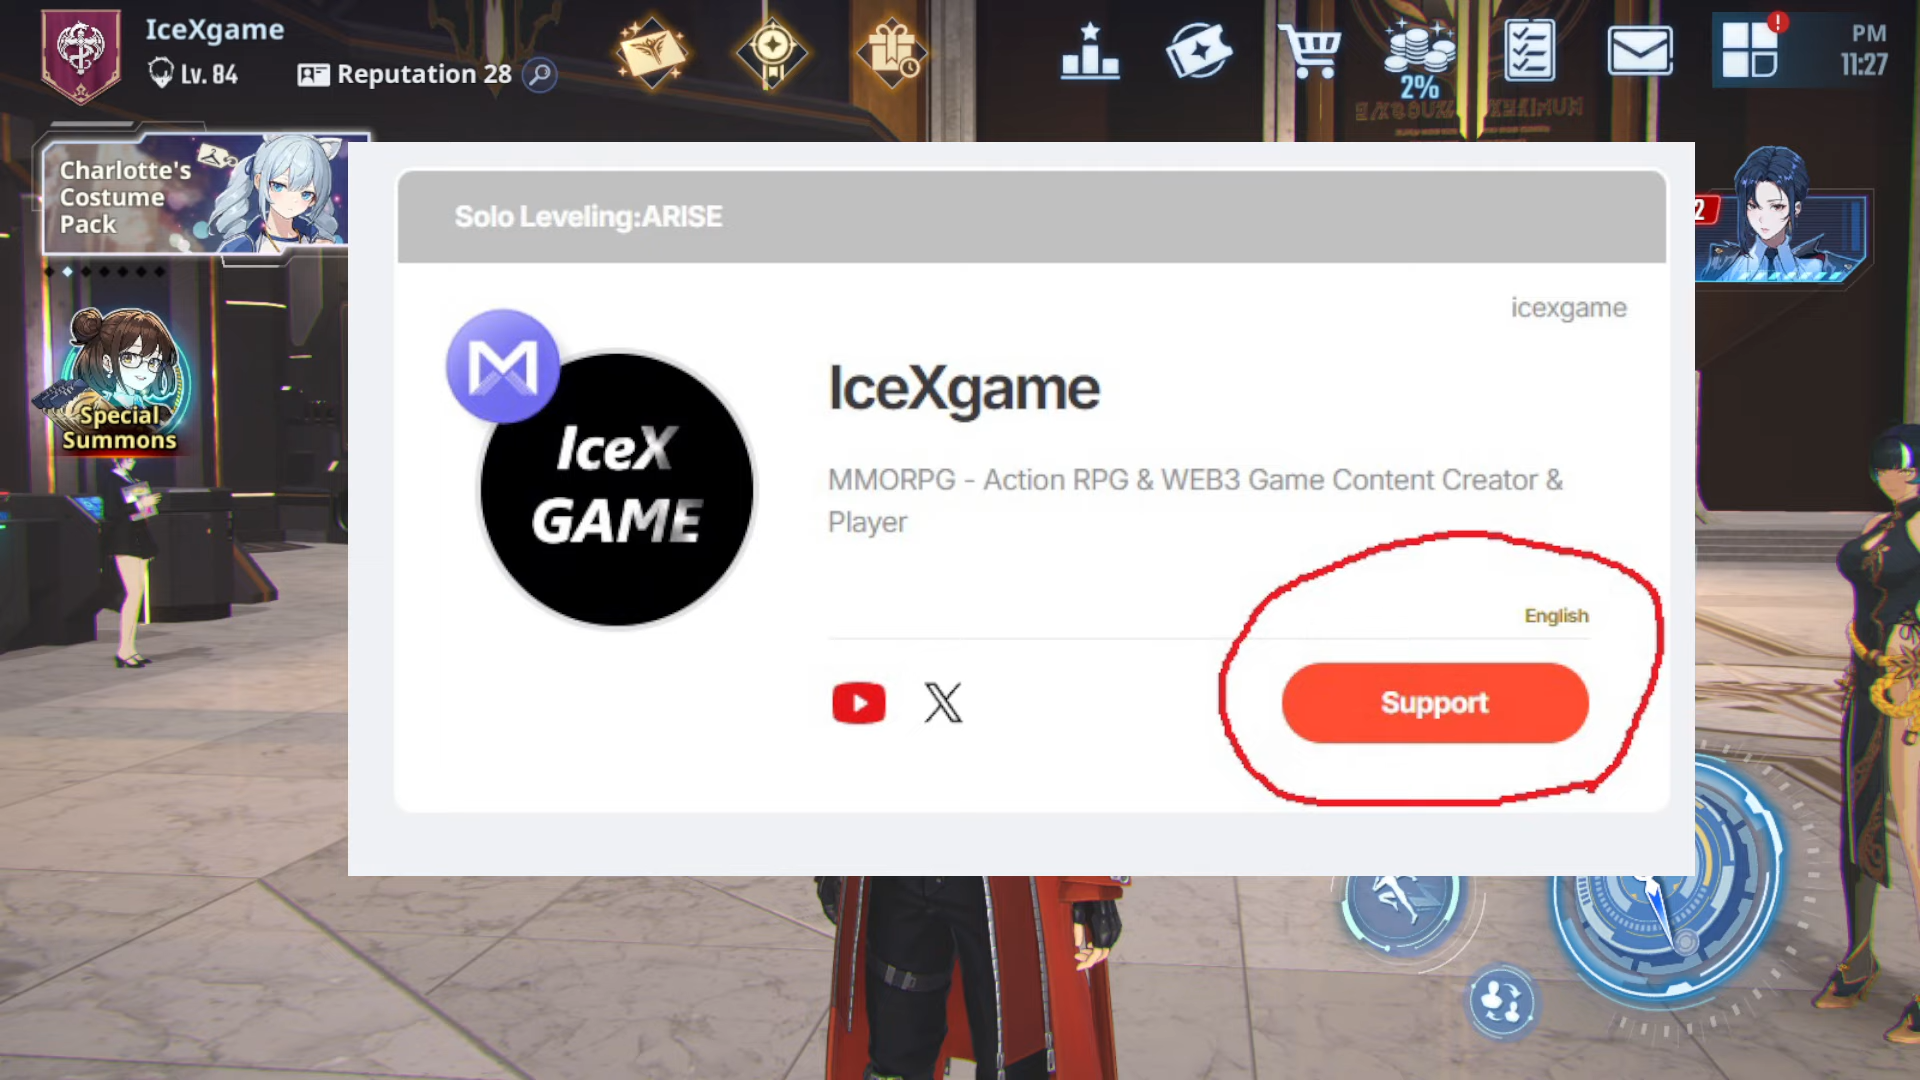 IceXgame
Lv. 84
Reputation 28
2%
PM
11:27
Charlotte's
Costume
Pack
Special
Summons
2
Solo Leveling:ARISE
icexgame
IceXgame
IceX
GAME
MMORPG - Action RPG & WEB3 Game Content Creator &
Player
English
Support